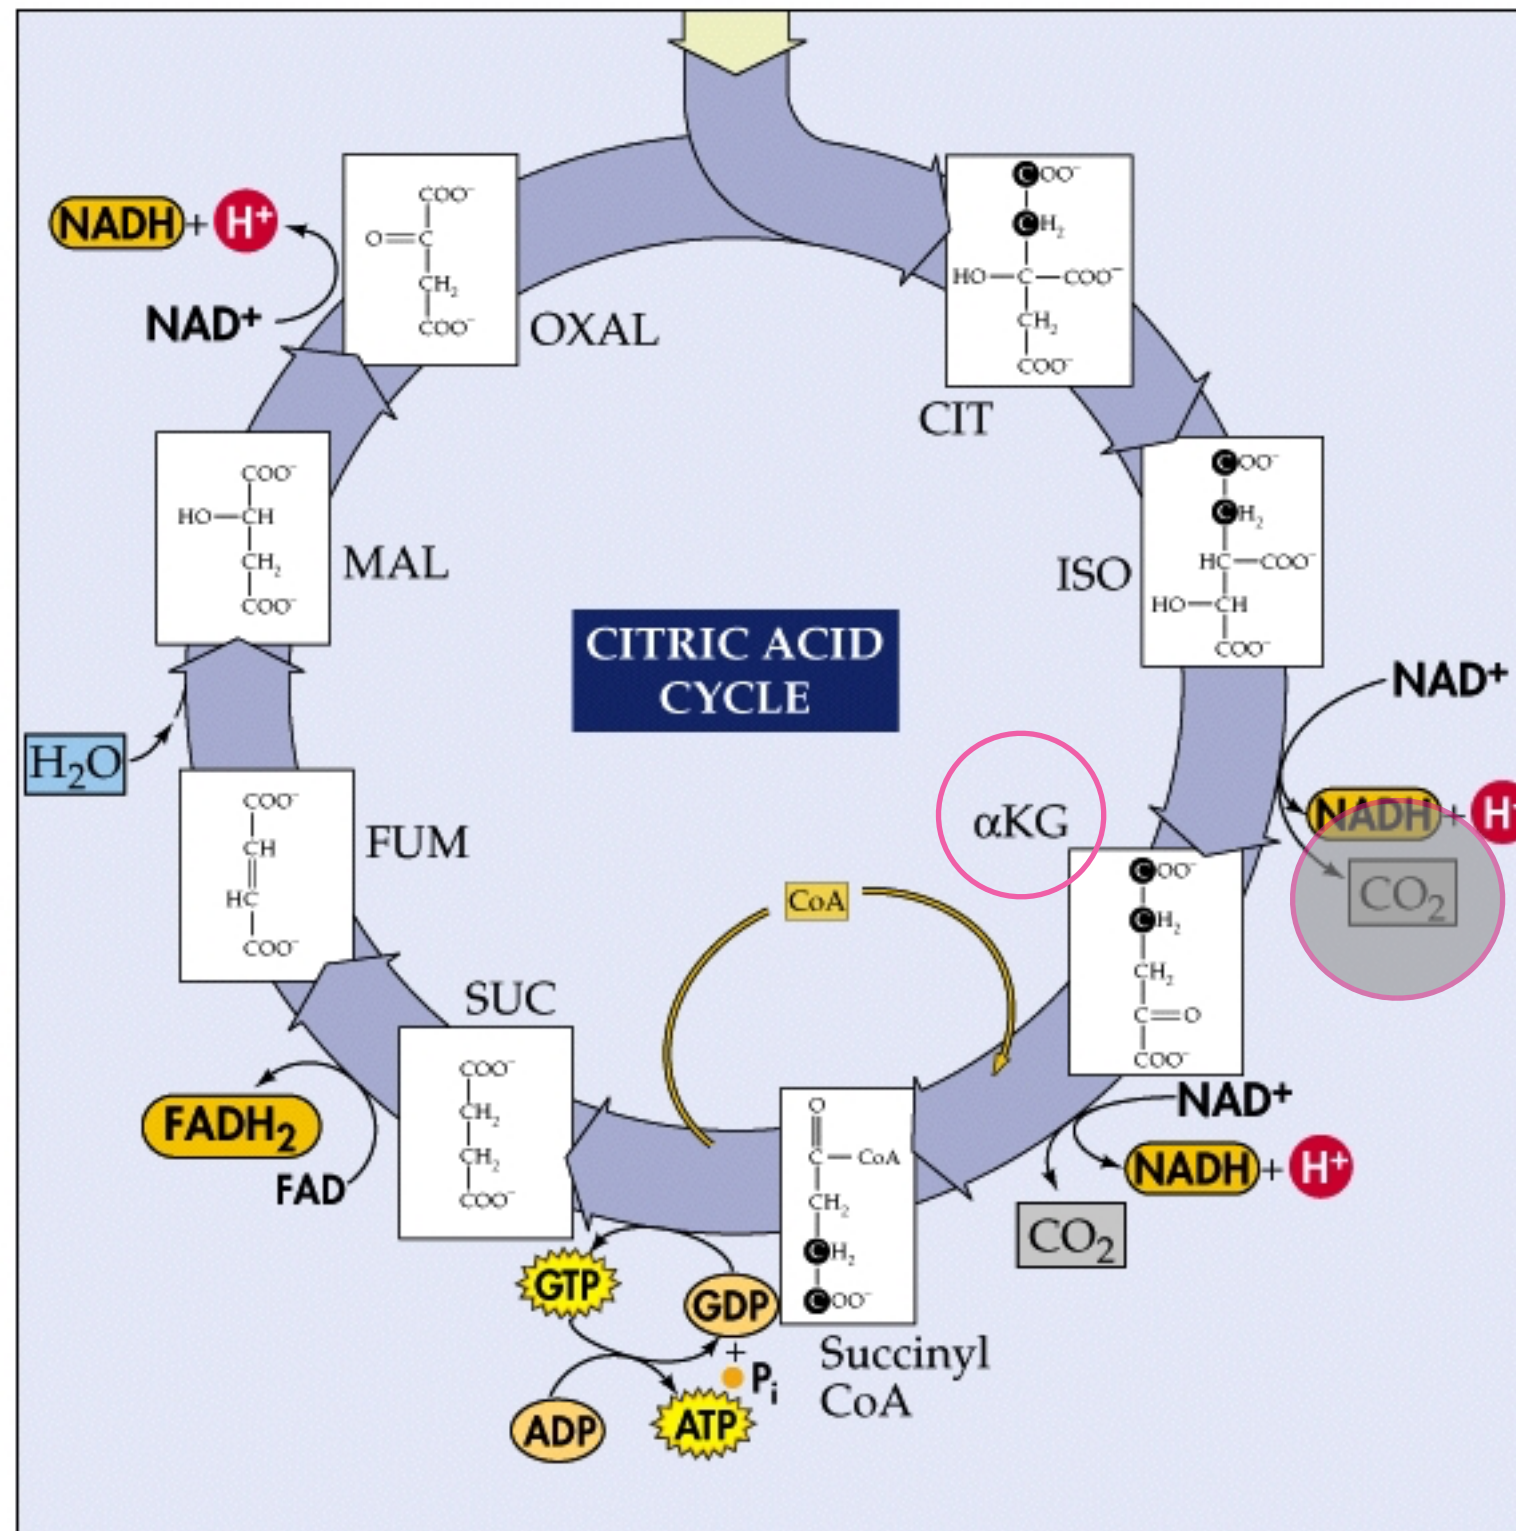 COO⁻
O=C
CH₂
COO⁻
OXAL
NADH + H⁺
NAD⁺
COO⁻
CH₂
HO—C—COO⁻
CH₂
COO⁻
CIT
COO⁻
CH₂
HC—COO⁻
HO—CH
COO⁻
ISO
NAD⁺
NADH + H⁺
CO₂
αKG
COO⁻
CH₂
CH₂
C=O
COO⁻
NAD⁺
NADH + H⁺
CO₂
CoA
O
C—CoA
CH₂
CH₂
COO⁻
Succinyl
CoA
GTP
GDP
+
Pᵢ
ADP
ATP
SUC
COO⁻
CH₂
CH₂
COO⁻
FADH₂
FAD
FUM
COO⁻
CH
HC
COO⁻
H₂O
MAL
COO⁻
HO—CH
CH₂
COO⁻
CITRIC ACID
CYCLE